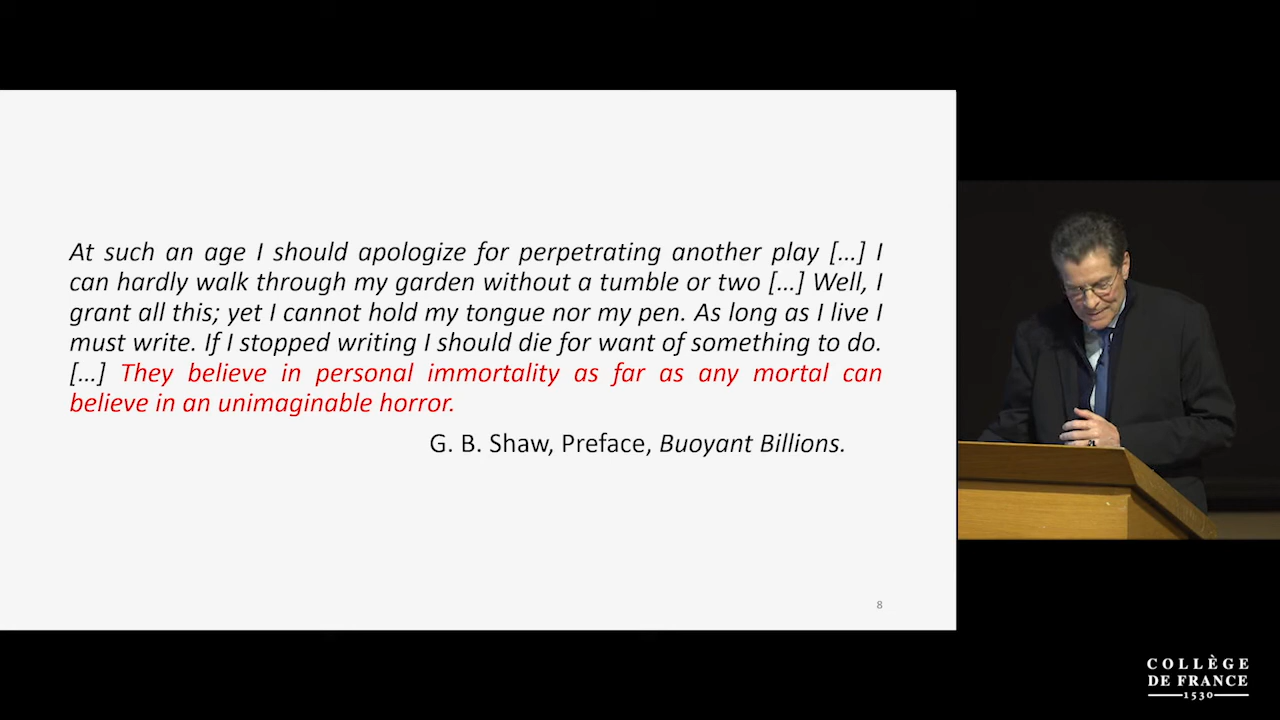 At such an age I should apologize for perpetrating another play [...] I
can hardly walk through my garden without a tumble or two [...] Well, I
grant all this; yet I cannot hold my tongue nor my pen. As long as I live I
must write. If I stopped writing I should die for want of something to do.
[...] They believe in personal immortality as far as any mortal can
believe in an unimaginable horror.
G. B. Shaw, Preface, Buoyant Billions.
8
COLLÈGE
DE FRANCE
1530